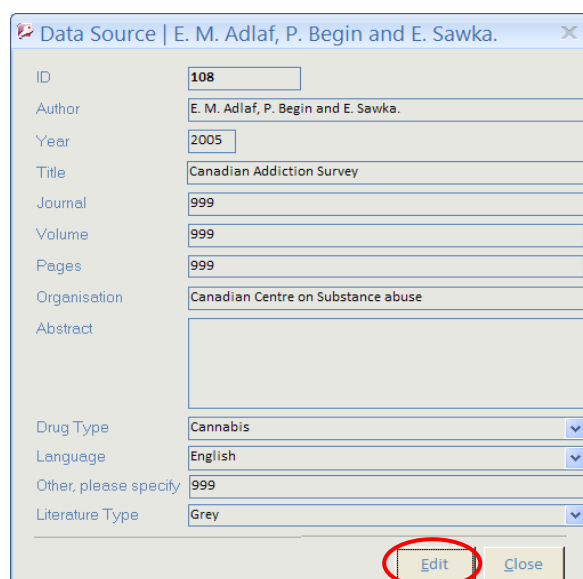 Data Source | E. M. Adlaf, P. Begin and E. Sawka.
ID 108
Author E. M. Adlaf, P. Begin and E. Sawka.
Year 2005
Title Canadian Addiction Survey
Journal 999
Volume 999
Pages 999
Organisation Canadian Centre on Substance abuse
Abstract
Drug Type Cannabis
Language English
Other, please specify 999
Literature Type Grey
Edit Close